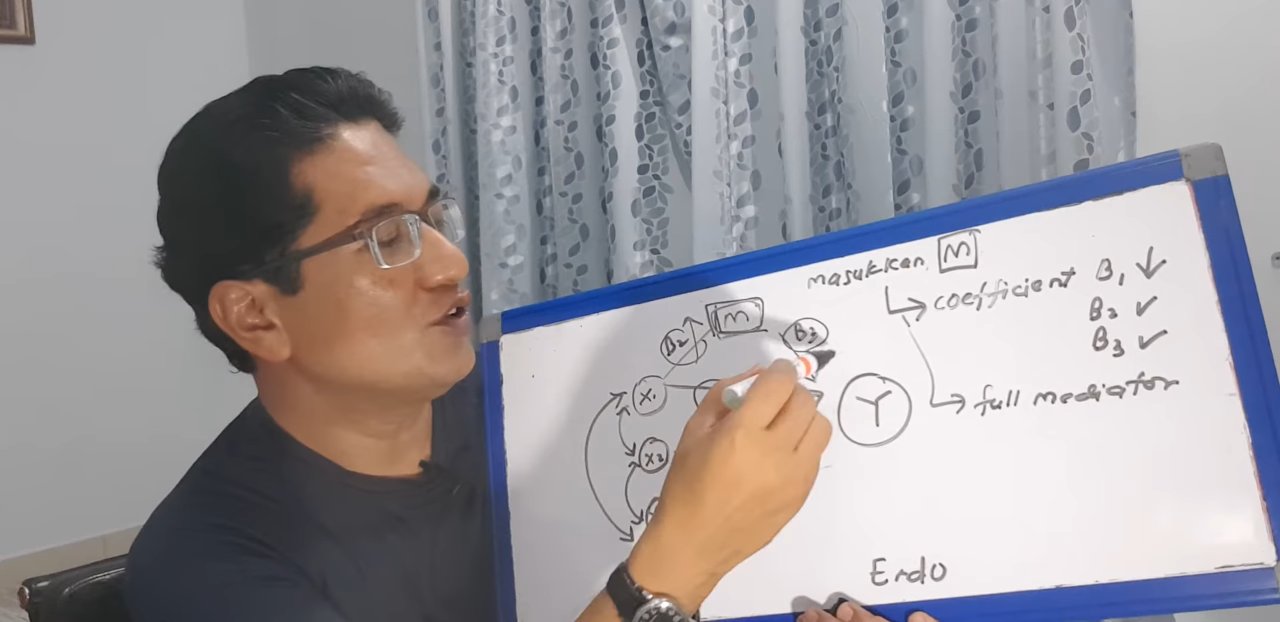 masukkan M
coefficient B1 ↓
B2 ✓
B3 ✓
full mediator
M
B2
B3
X1
Y
X2
Endo